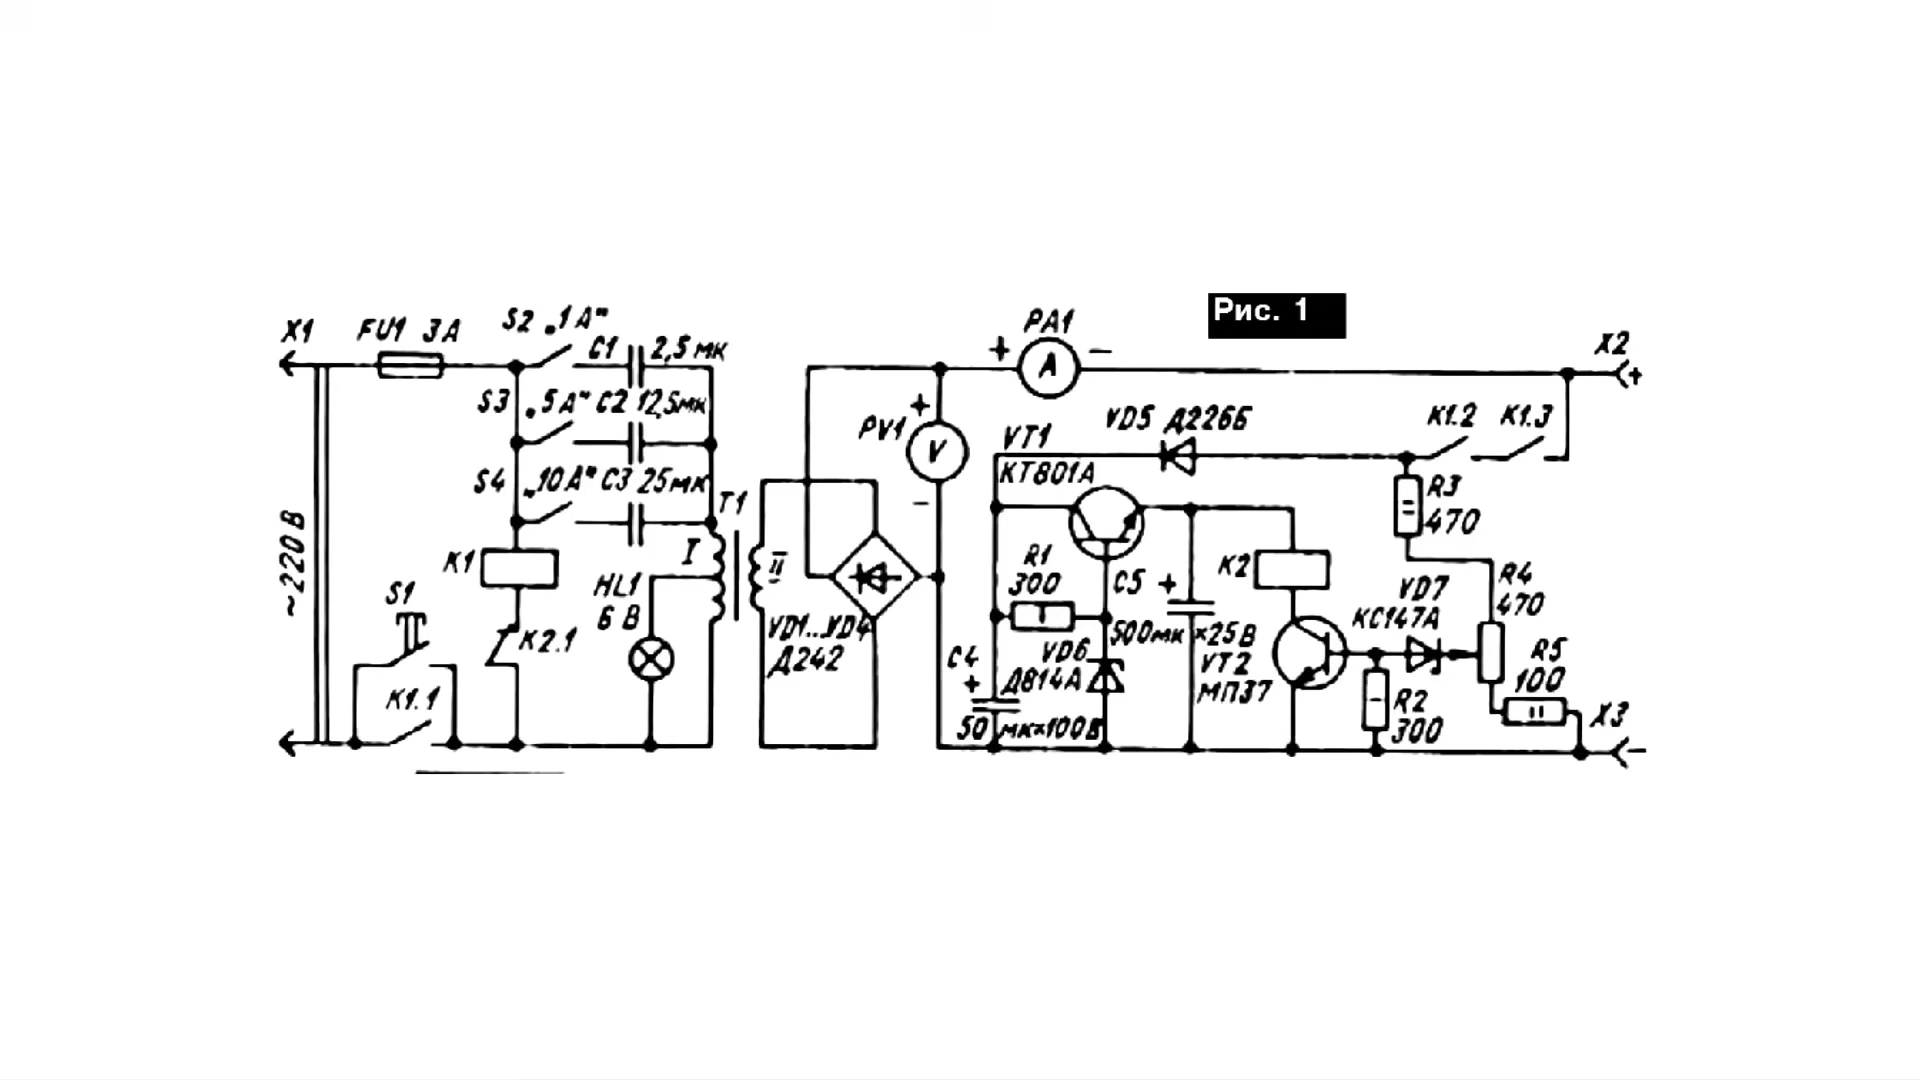 Рис. 1
X1
FU1 3А
S2 „1А"
C1
2,5 мк
S3 „5А" C2 12,5мк
S4 „10А" C3 25мк
~220В
K1
S1
K2.1
K1.1
HL1
6 В
T1
I
II
VD1...VD4
Д242
+ PA1 −
A
+
PV1
V
−
X2
+
VT1
КТ801А
VD5 Д226Б
K1.2 K1.3
R3
470
R1
300
C5 +
500мк ×25В
K2
VD7
КС147А
R4
470
C4
+
50 мк×100В
VD6
Д814А
VT2
МП37
R2
300
R5
100
X3
−